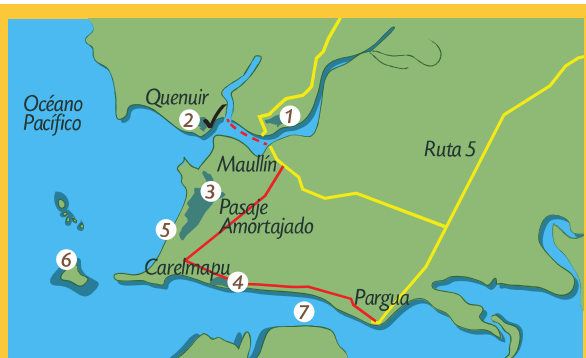 Océano
Pacífico
Quenuir
2
1
Maullín
Ruta 5
3
Pasaje
Amortajado
5
6
Carelmapu
4
Pargua
7